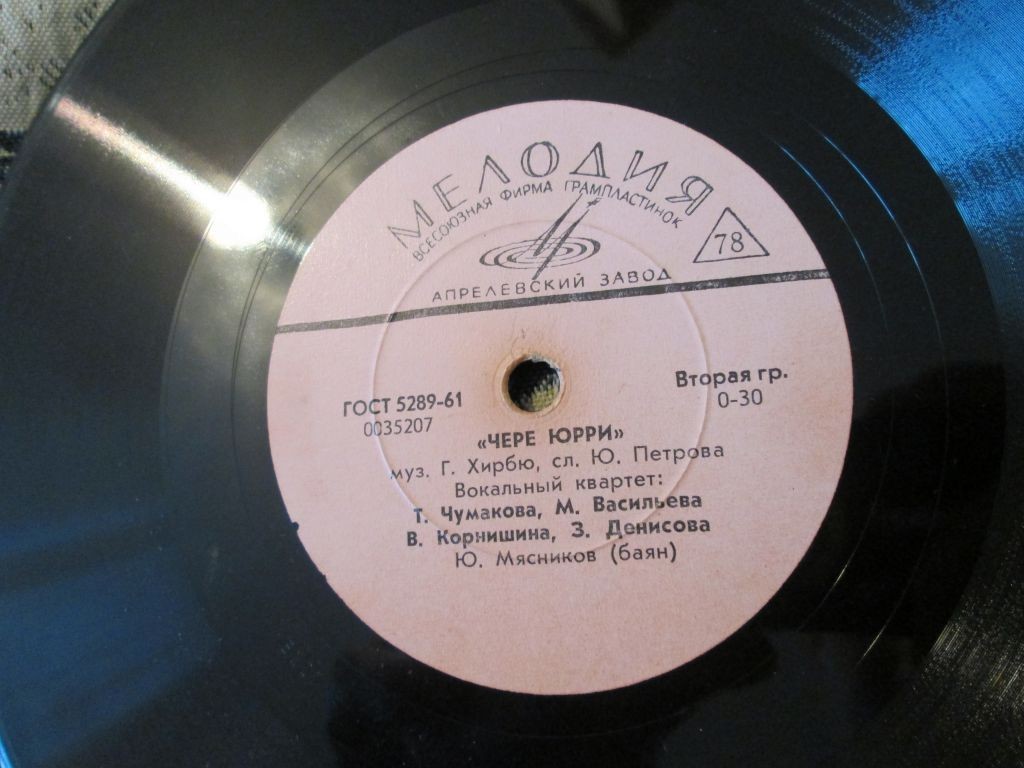 МЕЛОДИЯ
ВСЕСОЮЗНАЯ ФИРМА ГРАМПЛАСТИНОК
78
АПРЕЛЕВСКИЙ ЗАВОД
ГОСТ 5289-61
0035207
Вторая гр.
0-30
«ЧЕРЕ ЮРРИ»
муз. Г. Хирбю, сл. Ю. Петрова
Вокальный квартет:
Т. Чумакова, М. Васильева
В. Корнишина, З. Денисова
Ю. Мясников (баян)